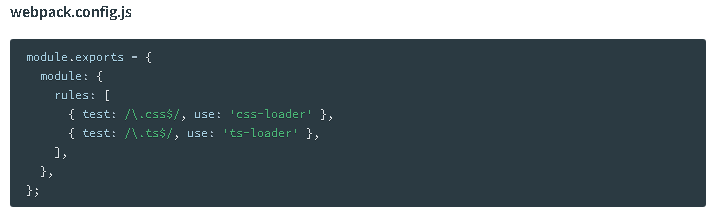 webpack.config.js
module.exports = {
  module: {
    rules: [
      { test: /\.css$/, use: 'css-loader' },
      { test: /\.ts$/, use: 'ts-loader' },
    ],
  },
};